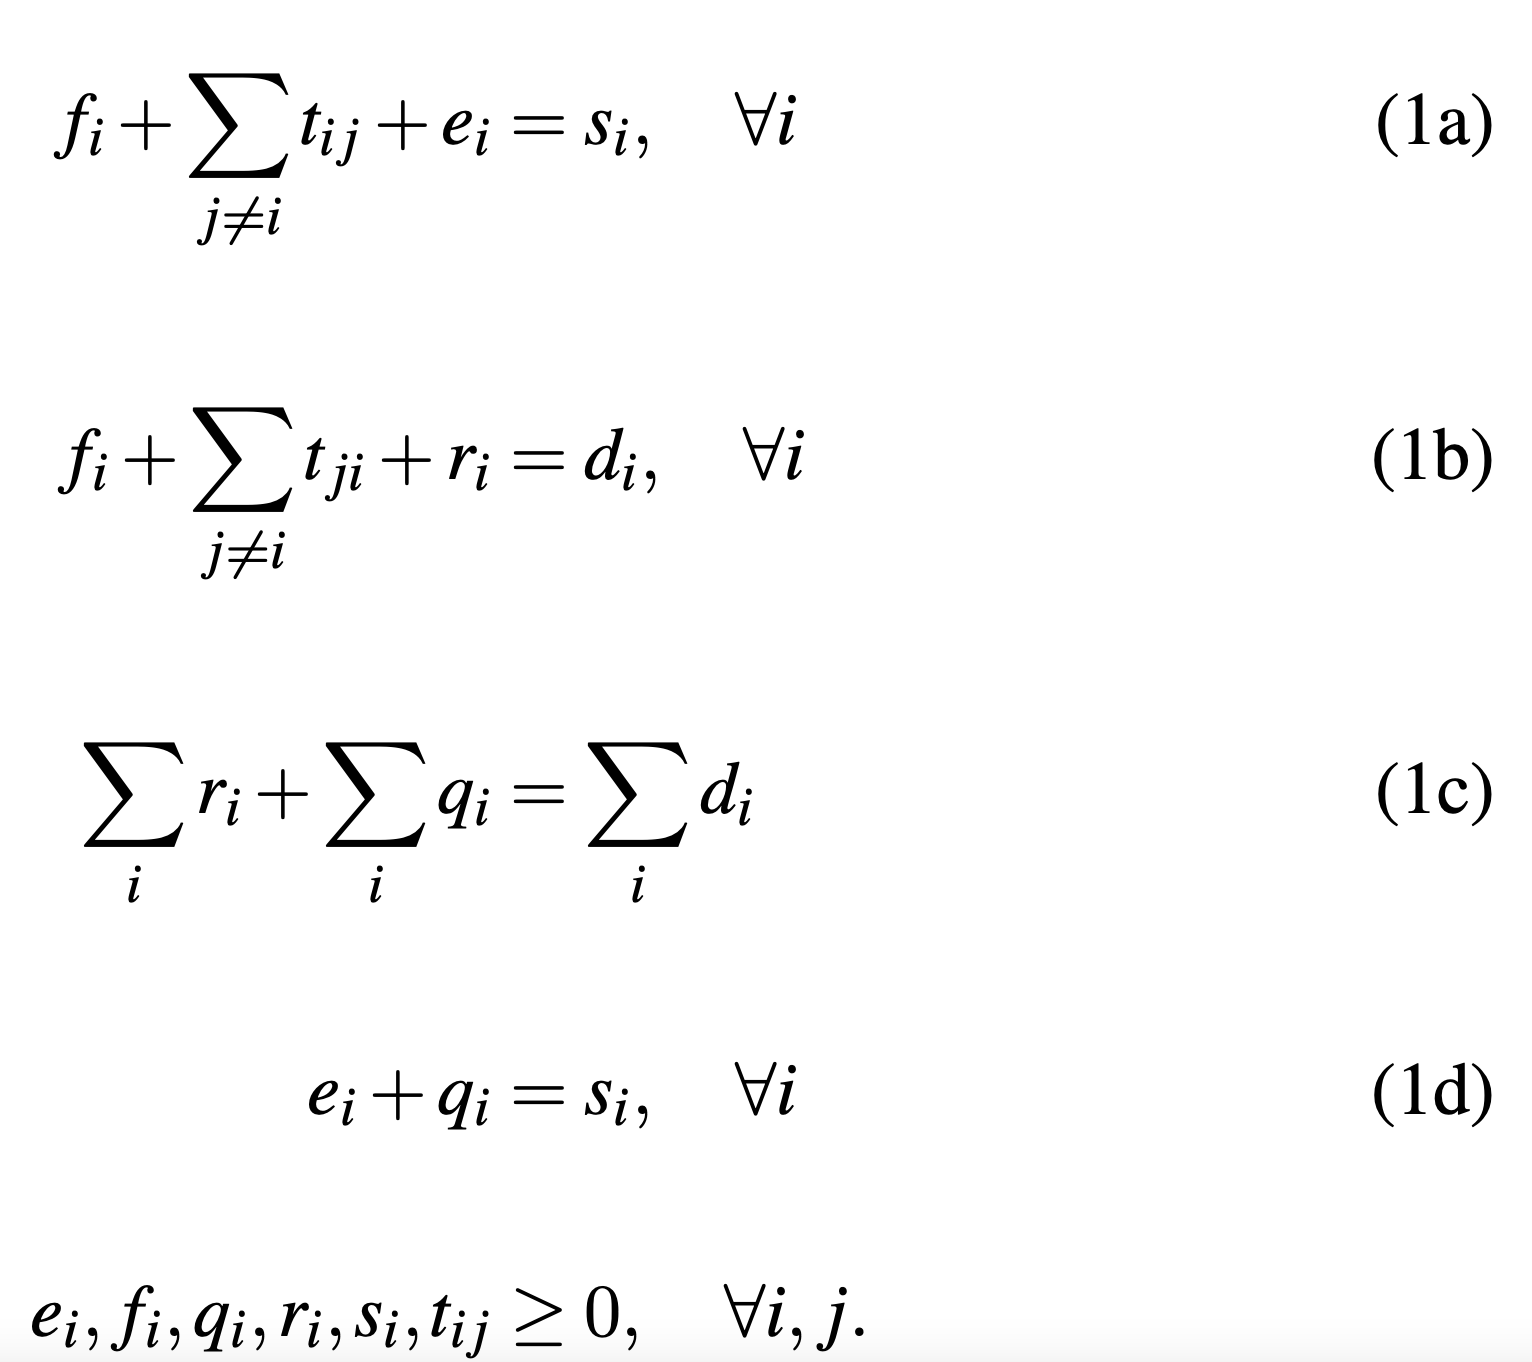 f_i + \sum_{j \neq i} t_{ij} + e_i = s_i, \quad \forall i \quad (1a)
f_i + \sum_{j \neq i} t_{ji} + r_i = d_i, \quad \forall i \quad (1b)
\sum_i r_i + \sum_i q_i = \sum_i d_i \quad (1c)
e_i + q_i = s_i, \quad \forall i \quad (1d)
e_i, f_i, q_i, r_i, s_i, t_{ij} \geq 0, \quad \forall i, j.